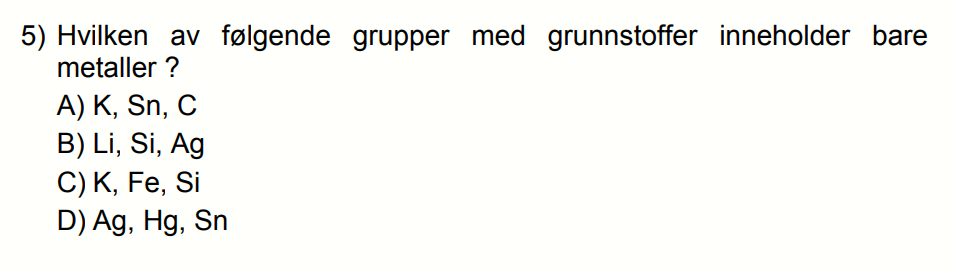 5) Hvilken av følgende grupper med grunnstoffer inneholder bare
metaller ?
A) K, Sn, C
B) Li, Si, Ag
C) K, Fe, Si
D) Ag, Hg, Sn